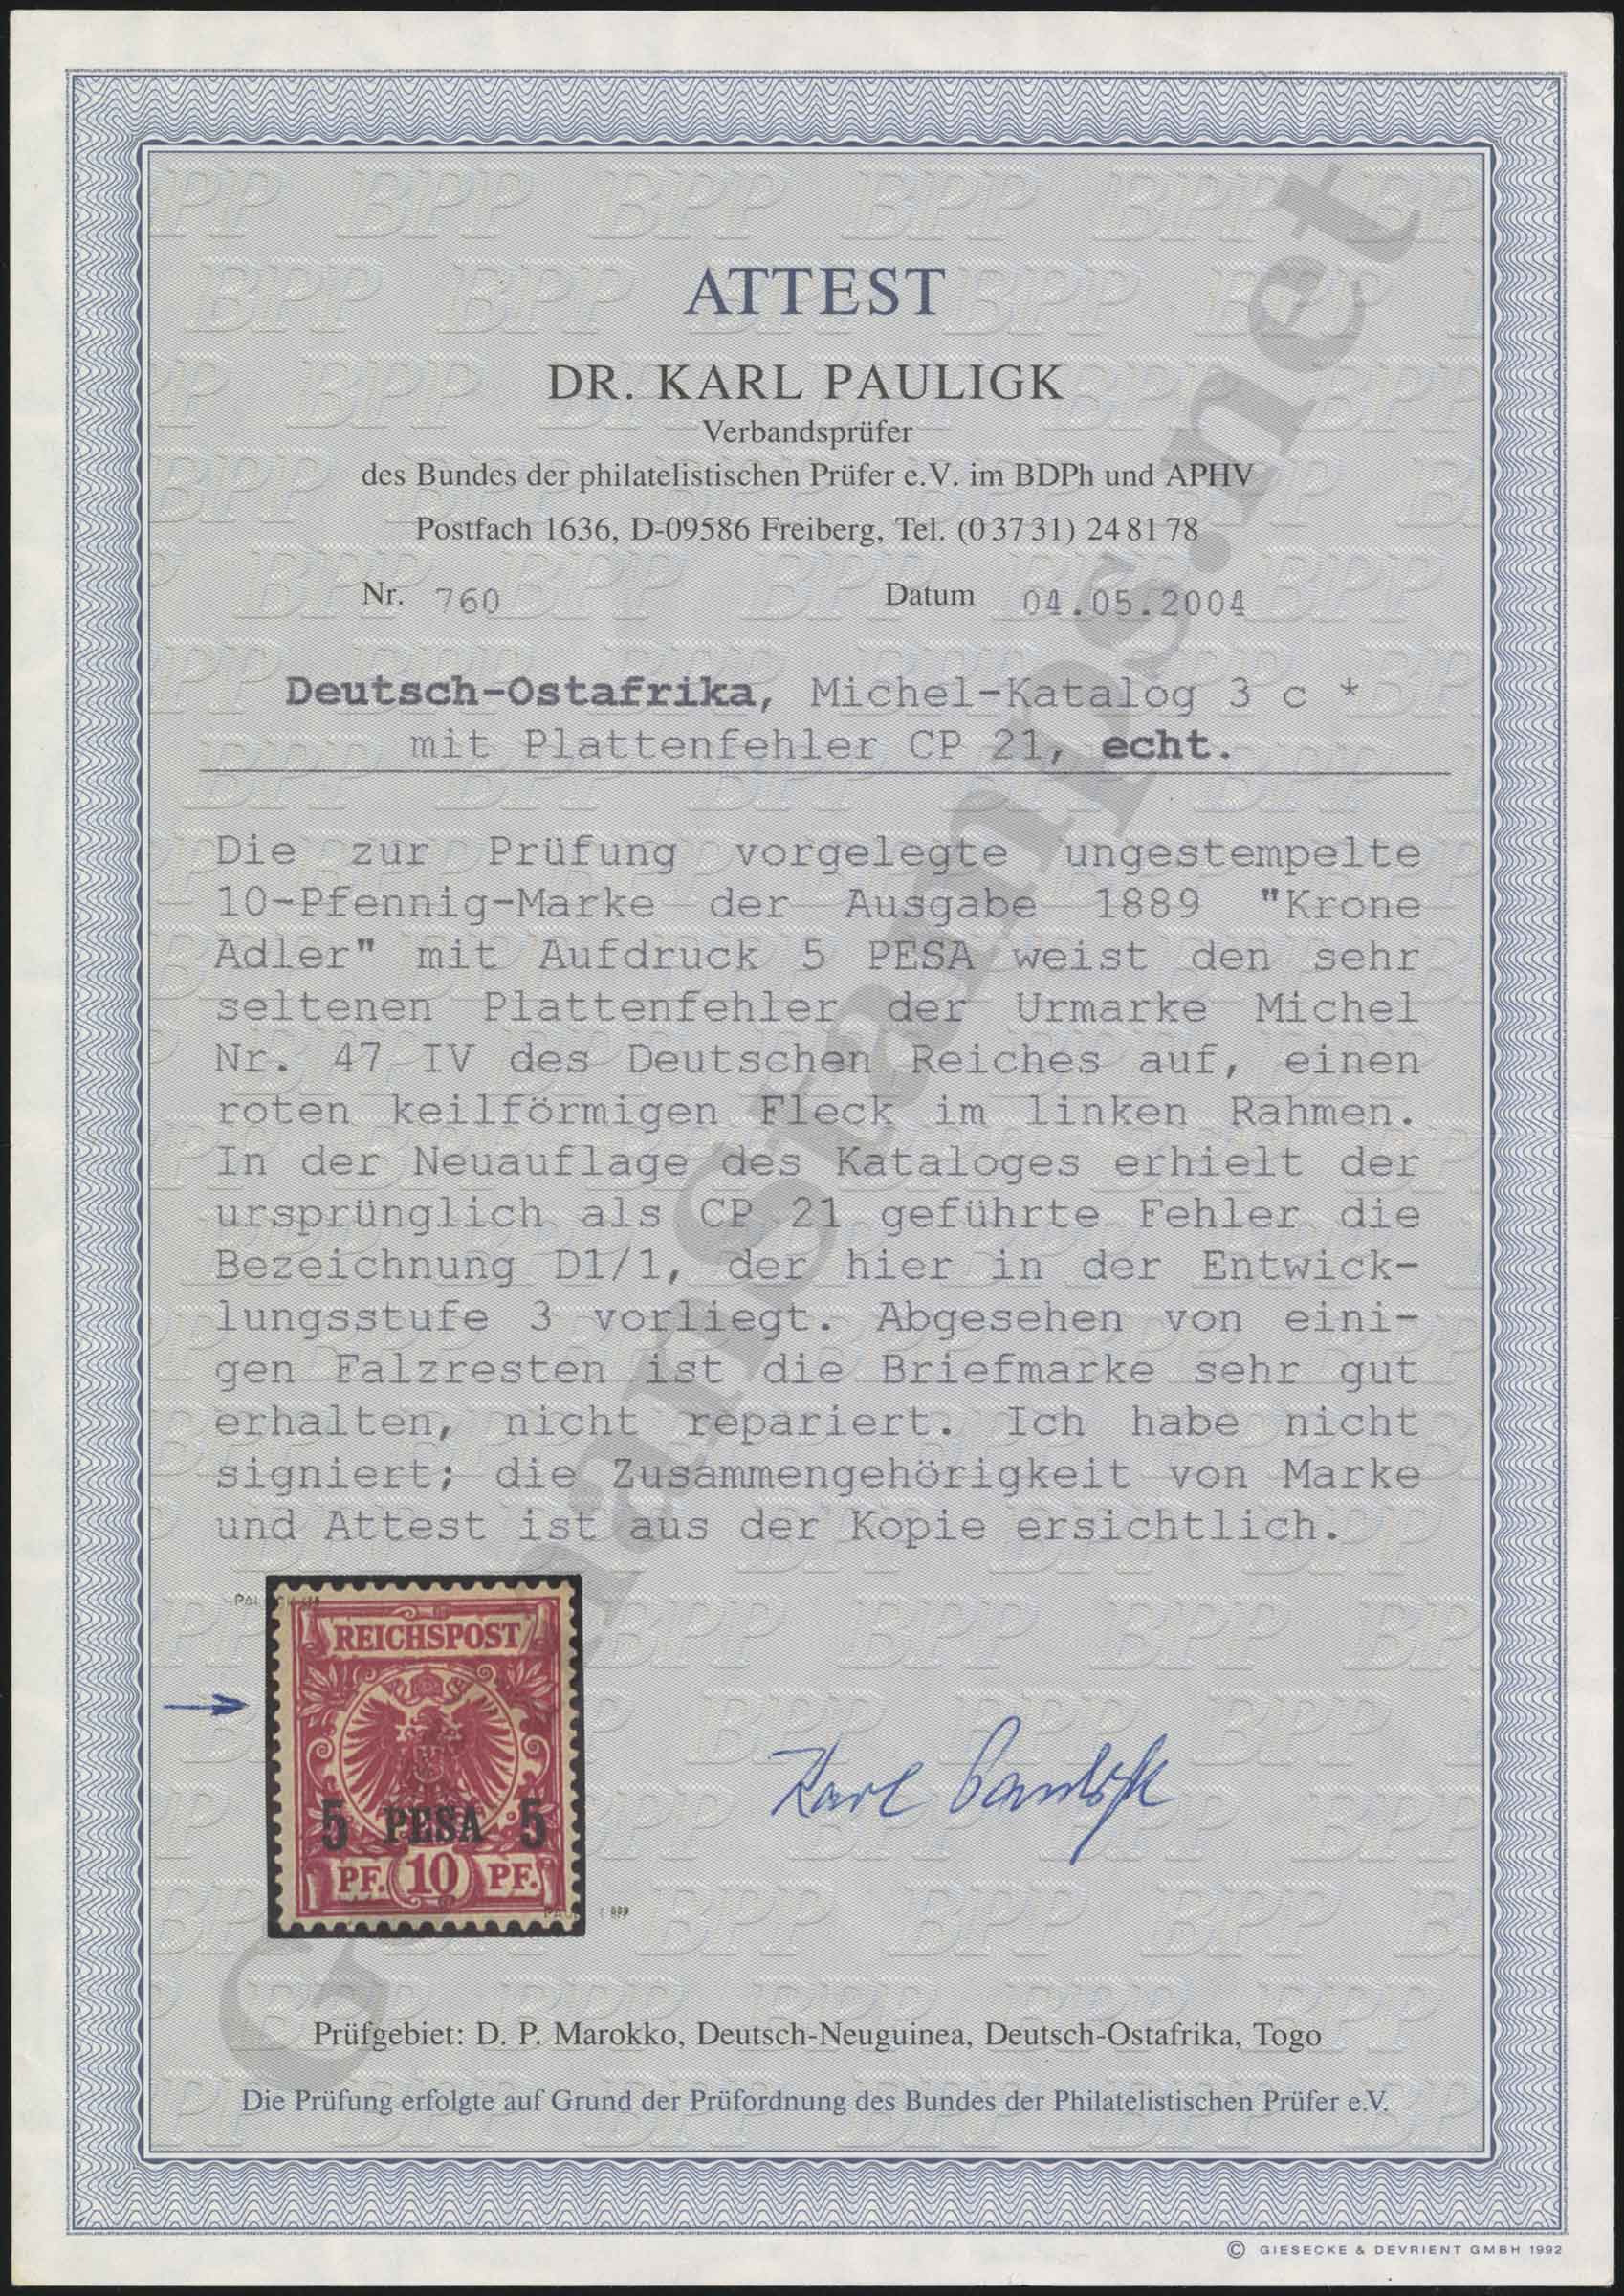 ATTEST
DR. KARL PAULIGK
Verbandsprüfer
des Bundes der philatelistischen Prüfer e.V. im BDPh und APHV
Postfach 1636, D-09586 Freiberg, Tel. (0 37 31) 24 81 78
Nr. 760 Datum 04.05.2004
Deutsch-Ostafrika, Michel-Katalog 3 c *
mit Plattenfehler CP 21, echt.
Die zur Prüfung vorgelegte ungestempelte
10-Pfennig-Marke der Ausgabe 1889 "Krone
Adler" mit Aufdruck 5 PESA weist den sehr
seltenen Plattenfehler der Urmarke Michel
Nr. 47 IV des Deutschen Reiches auf, einen
roten keilförmigen Fleck im linken Rahmen.
In der Neuauflage des Kataloges erhielt der
ursprünglich als CP 21 geführte Fehler die
Bezeichnung D1/1, der hier in der Entwick-
lungsstufe 3 vorliegt. Abgesehen von eini-
gen Falzresten ist die Briefmarke sehr gut
erhalten, nicht repariert. Ich habe nicht
signiert; die Zusammengehörigkeit von Marke
und Attest ist aus der Kopie ersichtlich.
REICHSPOST
5 PESA 5
PF. 10 PF.
Karl Pauligk
Prüfgebiet: D. P. Marokko, Deutsch-Neuguinea, Deutsch-Ostafrika, Togo
Die Prüfung erfolgte auf Grund der Prüfordnung des Bundes der Philatelistischen Prüfer e.V.
© GIESECKE & DEVRIENT GMBH 1992